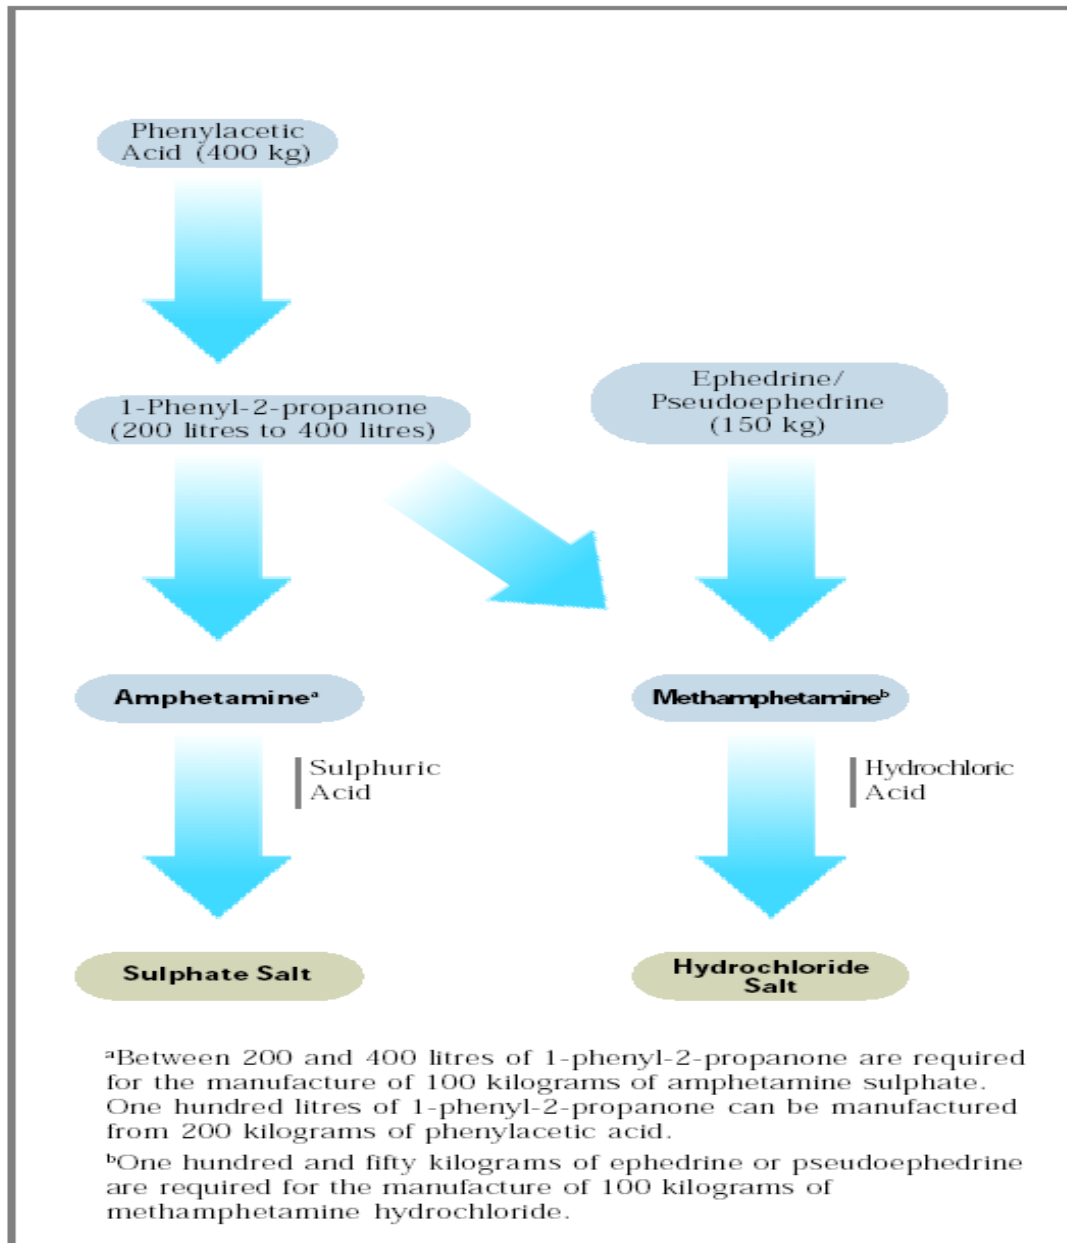 Phenylacetic
Acid (400 kg)
1-Phenyl-2-propanone
(200 litres to 400 litres)
Ephedrine/
Pseudoephedrine
(150 kg)
Amphetamineᵃ
Methamphetamineᵇ
Sulphuric
Acid
Hydrochloric
Acid
Sulphate Salt
Hydrochloride
Salt
ᵃBetween 200 and 400 litres of 1-phenyl-2-propanone are required
for the manufacture of 100 kilograms of amphetamine sulphate.
One hundred litres of 1-phenyl-2-propanone can be manufactured
from 200 kilograms of phenylacetic acid.
ᵇOne hundred and fifty kilograms of ephedrine or pseudoephedrine
are required for the manufacture of 100 kilograms of
methamphetamine hydrochloride.